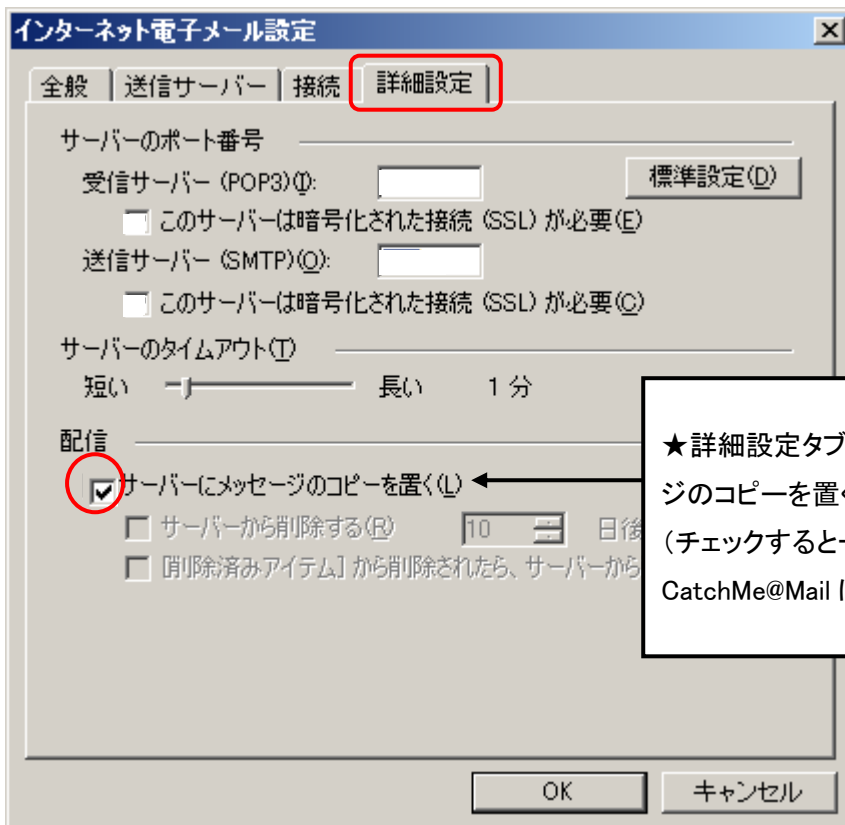 インターネット電子メール設定
全般 送信サーバー 接続 詳細設定
サーバーのポート番号
受信サーバー (POP3)(I): 標準設定(D)
このサーバーは暗号化された接続 (SSL) が必要(E)
送信サーバー (SMTP)(O):
このサーバーは暗号化された接続 (SSL) が必要(C)
サーバーのタイムアウト(T)
短い 長い 1 分
配信
サーバーにメッセージのコピーを置く(L)
サーバーから削除する(R) 10 日後
[削除済みアイテム] から削除されたら、サーバーから
★詳細設定タブ
ジのコピーを置く
(チェックすると
CatchMe@Mail
OK キャンセル